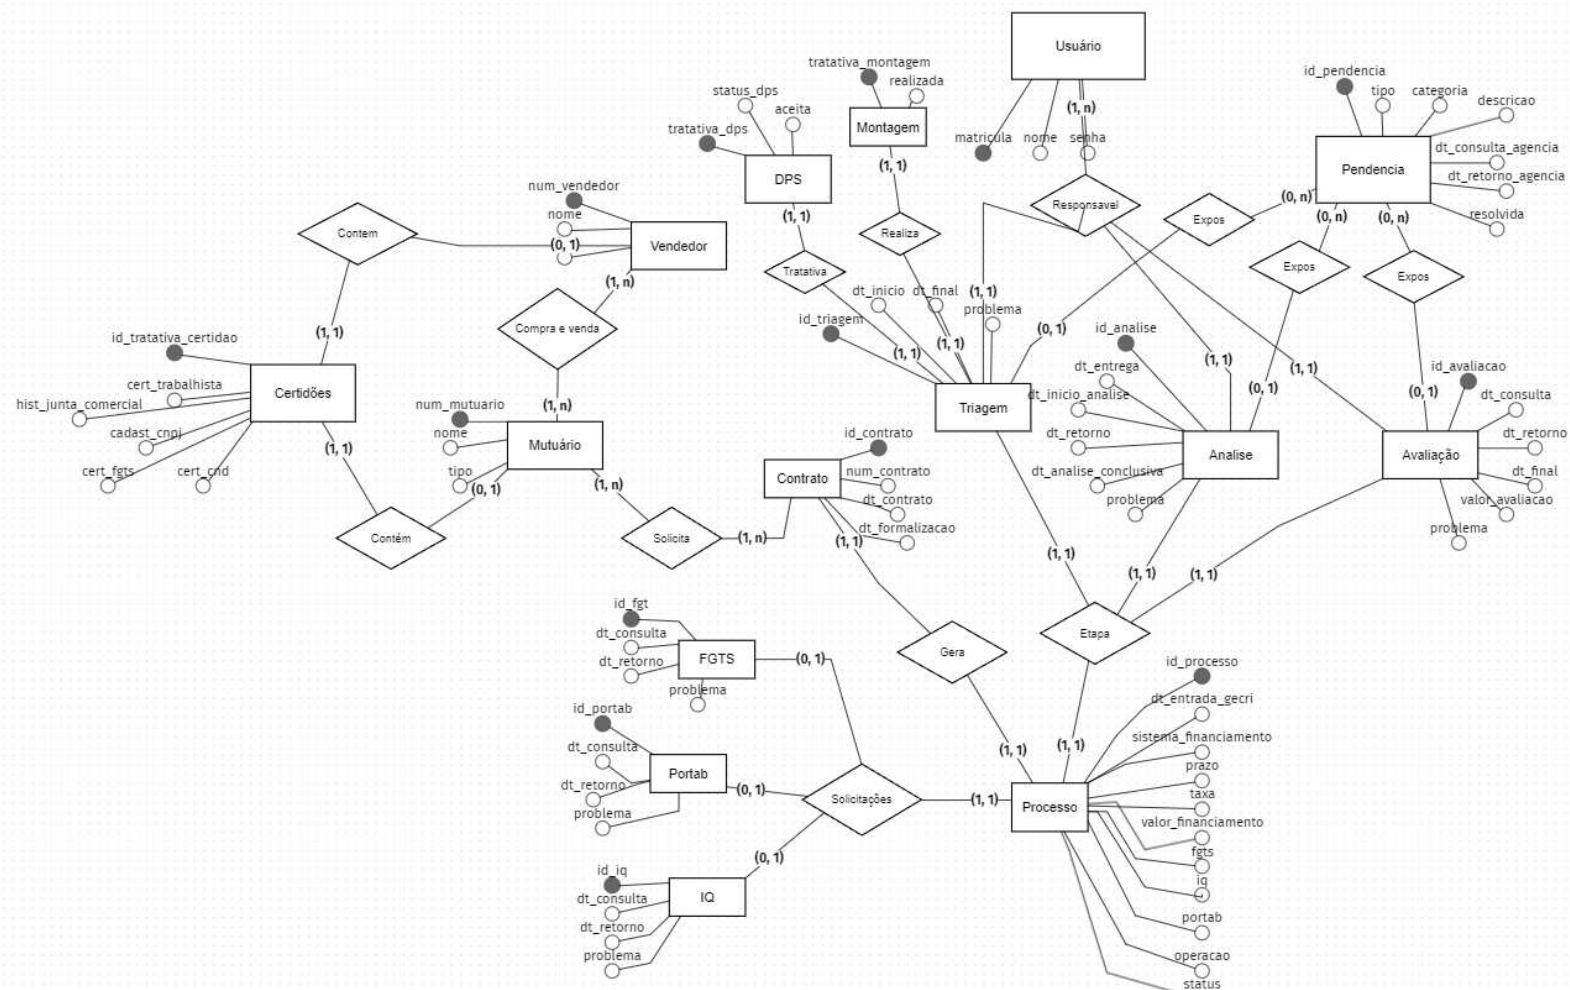 Usuário
tratativa_montagem
realizada
id_pendencia
tipo
categoria
descricao
status_dps
aceita
(1, n)
tratativa_dps
Montagem
matricula
nome
senha
Pendencia
dt_consulta_agencia
DPS
(1, 1)
dt_retorno_agencia
num_vendedor
nome
(0, n)
(1, 1)
Responsavel
Expos
(0, n)
(0, n)
resolvida
Contem
(0, 1)
Vendedor
Realiza
Tratativa
Expos
Expos
(1, n)
dt_inicio
dt_final
(1, 1)
problema
id_triagem
Compra e venda
(1, 1)
(0, 1)
id_analise
id_tratativa_certidao
(1, 1)
(1, 1)
(1, 1)
(1, 1)
dt_entrega
id_avaliacao
cert_trabalhista
Certidões
hist_junta_comercial
(1, n)
num_mutuario
Triagem
dt_inicio_analise
(0, 1)
(0, 1)
dt_consulta
cadast_cnpj
nome
Mutuário
id_contrato
dt_retorno
dt_retorno
(1, 1)
Analise
Avaliação
cert_fgts
cert_cnd
tipo
(0, 1)
(1, n)
Contrato
num_contrato
dt_analise_conclusiva
dt_final
dt_contrato
problema
valor_avaliacao
dt_formalizacao
problema
Contém
Solicita
(1, n)
(1, 1)
(1, 1)
(1, 1)
(1, 1)
id_fgt
dt_consulta
Etapa
dt_retorno
FGTS
(0, 1)
Gera
id_processo
problema
dt_entrada_gecri
id_portab
sistema_financiamento
dt_consulta
(1, 1)
(1, 1)
prazo
Portab
dt_retorno
(0, 1)
Solicitações
(1, 1)
Processo
taxa
problema
valor_financiamento
(0, 1)
fgts
id_iq
iq
dt_consulta
IQ
portab
dt_retorno
problema
operacao
status